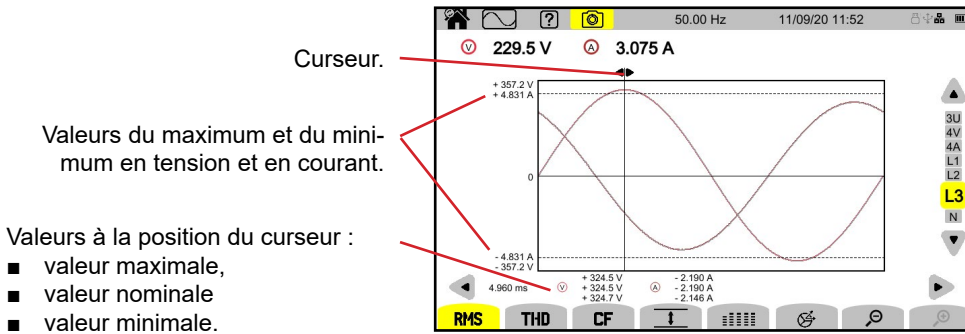 50.00 Hz 11/09/20 11:52
?
V 229.5 V A 3.075 A
Curseur.
+ 357.2 V
+ 4.831 A
Valeurs du maximum et du mini-
mum en tension et en courant.
3U
4V
4A
L1
L2
L3
N
0
Valeurs à la position du curseur :
■ valeur maximale,
■ valeur nominale
■ valeur minimale.
- 4.831 A
- 357.2 V
4.960 ms V + 324.5 V A - 2.190 A
+ 324.5 V - 2.190 A
+ 324.7 V - 2.146 A
RMS THD CF